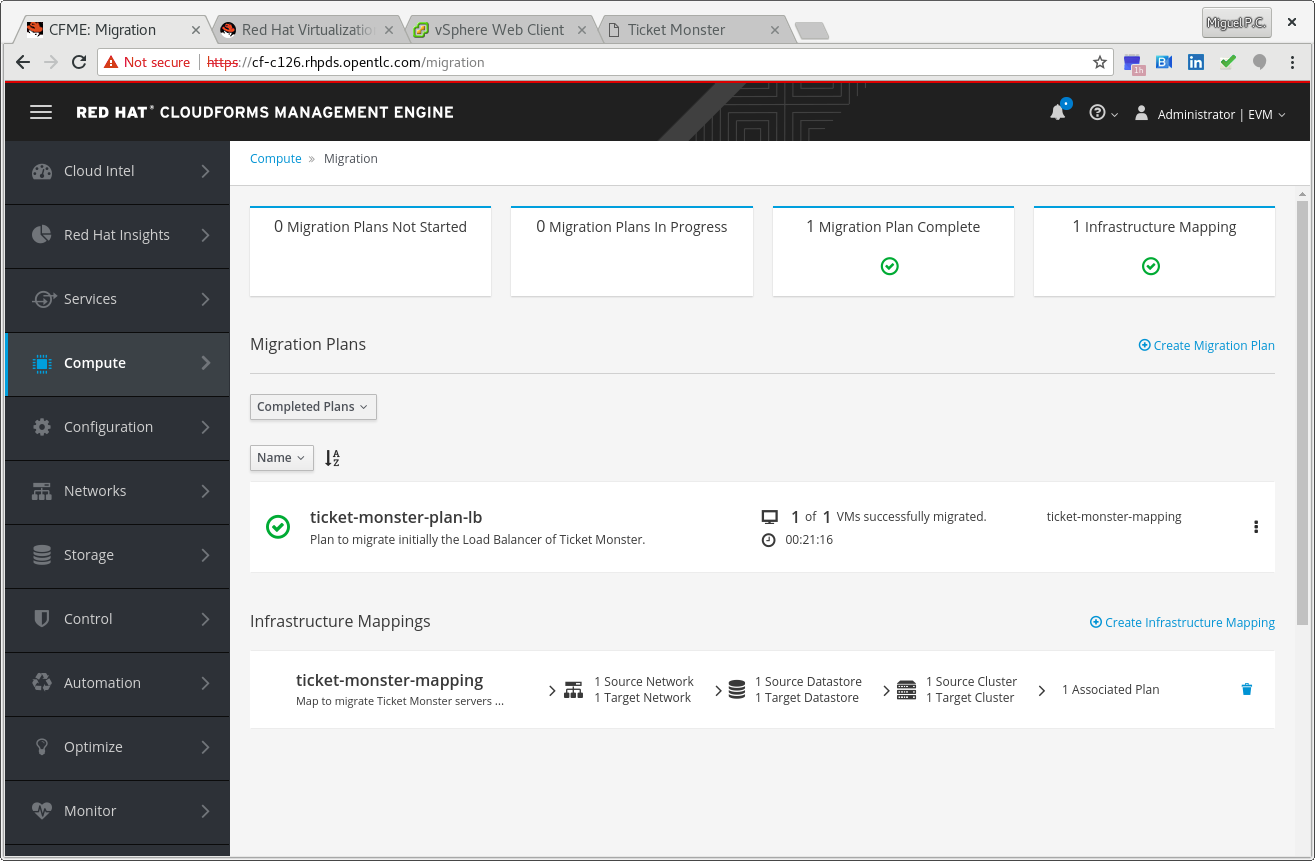 CFME: Migration
Red Hat Virtualizatio
vSphere Web Client
Ticket Monster
Miguel P.C.
Not secure https://cf-c126.rhpds.opentlc.com/migration
1h
RED HAT® CLOUDFORMS MANAGEMENT ENGINE
Administrator | EVM
Cloud Intel
Red Hat Insights
Services
Compute
Configuration
Networks
Storage
Control
Automation
Optimize
Monitor
Compute » Migration
0 Migration Plans Not Started
0 Migration Plans In Progress
1 Migration Plan Complete
1 Infrastructure Mapping
Migration Plans
Create Migration Plan
Completed Plans
Name
ticket-monster-plan-lb
Plan to migrate initially the Load Balancer of Ticket Monster.
1 of 1 VMs successfully migrated.
00:21:16
ticket-monster-mapping
Infrastructure Mappings
Create Infrastructure Mapping
ticket-monster-mapping
Map to migrate Ticket Monster servers ...
1 Source Network
1 Target Network
1 Source Datastore
1 Target Datastore
1 Source Cluster
1 Target Cluster
1 Associated Plan